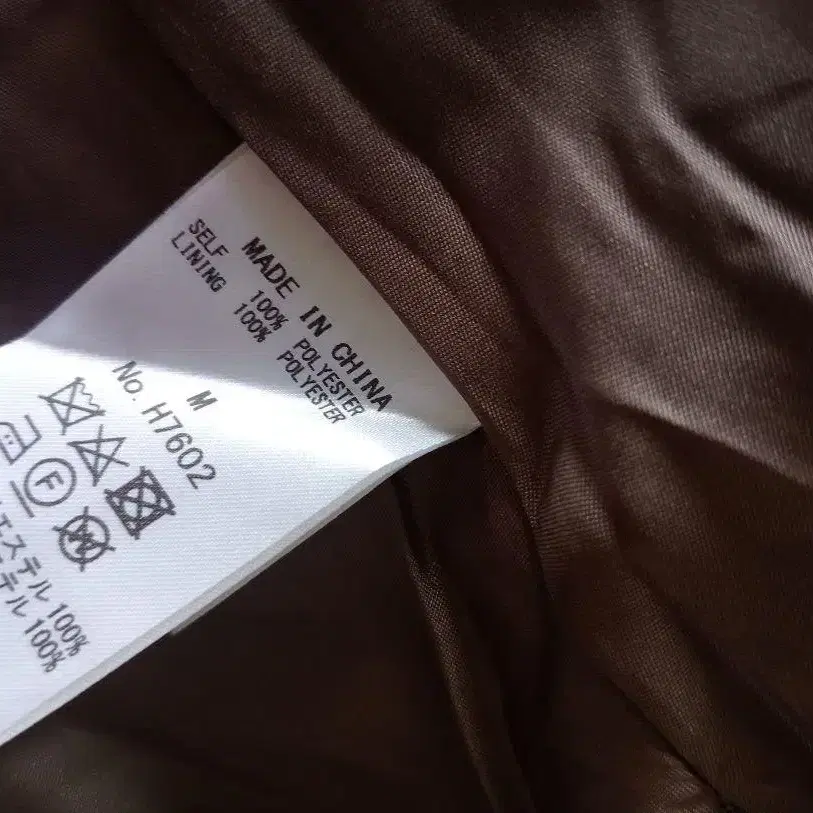 MADE IN CHINA
SELF 100% POLYESTER
LINING 100% POLYESTER
M
No. H7602
F
エステル 100%
ステル 100%